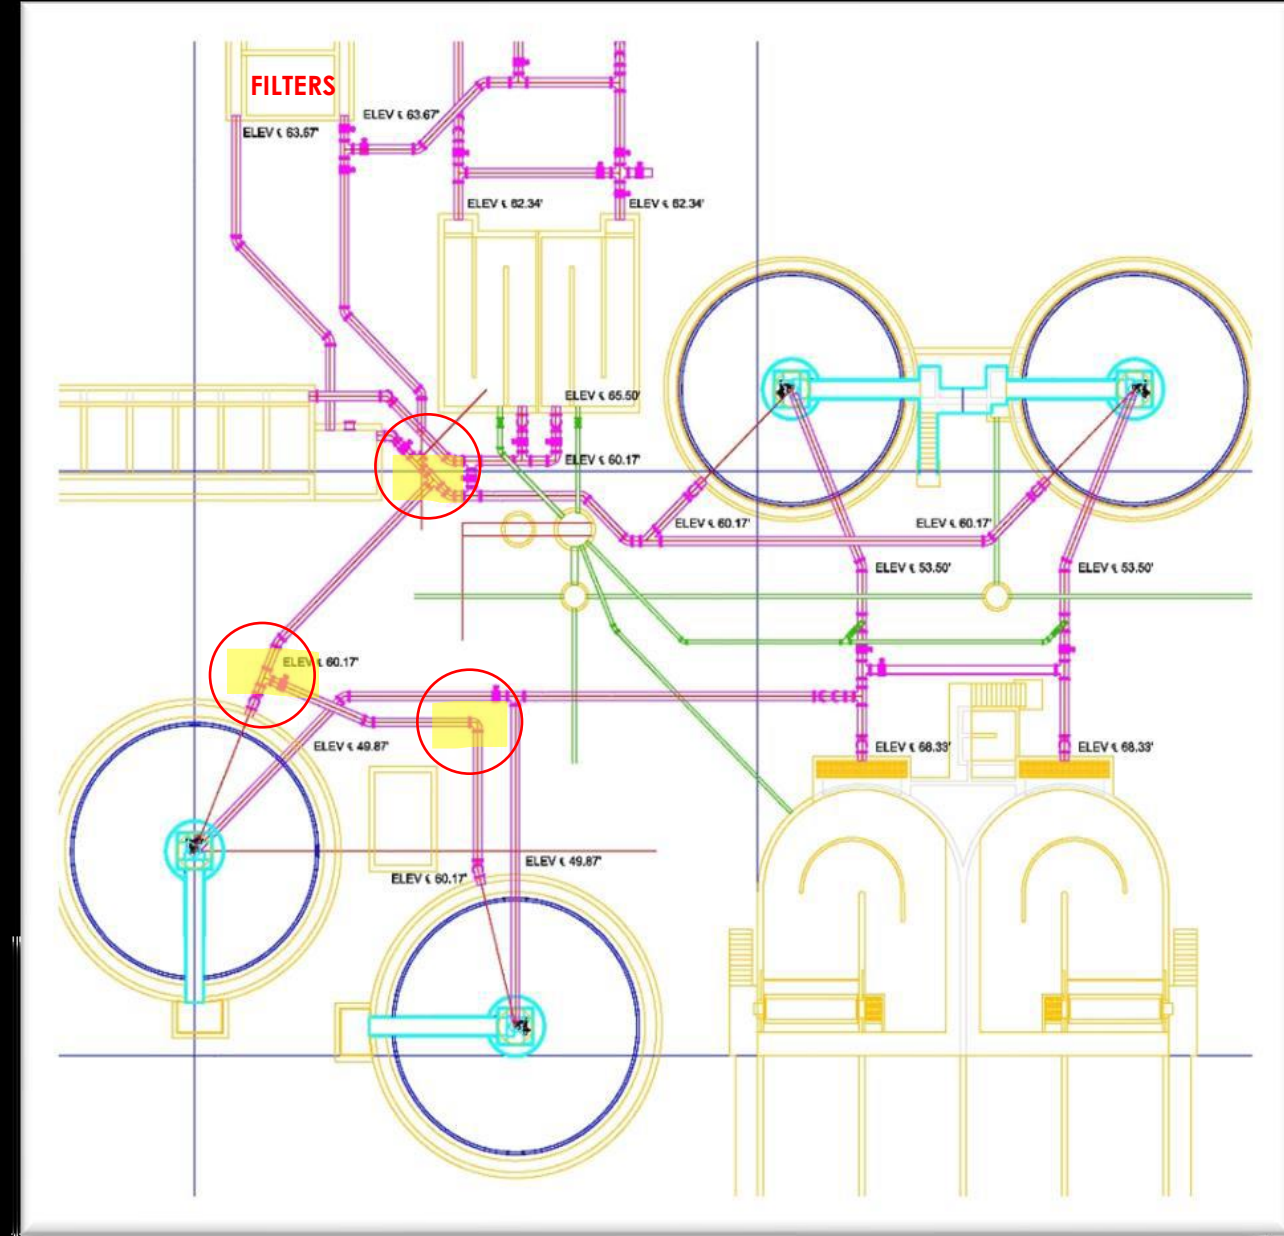 FILTERS
ELEV ℄ 63.67'
ELEV ℄ 63.67'
ELEV ℄ 62.34'
ELEV ℄ 62.34'
ELEV ℄ 65.50'
ELEV ℄ 60.17'
ELEV ℄ 60.17'
ELEV ℄ 60.17'
ELEV ℄ 53.50'
ELEV ℄ 53.50'
ELEV ℄ 60.17'
ELEV ℄ 49.87'
ELEV ℄ 68.33'
ELEV ℄ 68.33'
ELEV ℄ 49.87'
ELEV ℄ 60.17'